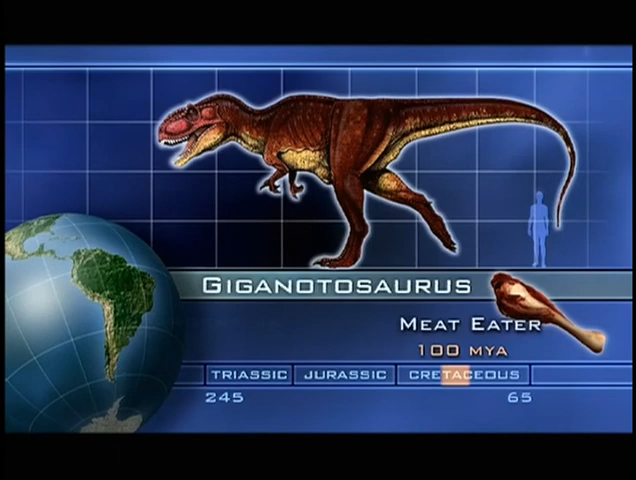 GIGANOTOSAURUS
MEAT EATER
100 MYA
TRIASSIC JURASSIC CRETACEOUS
245 65